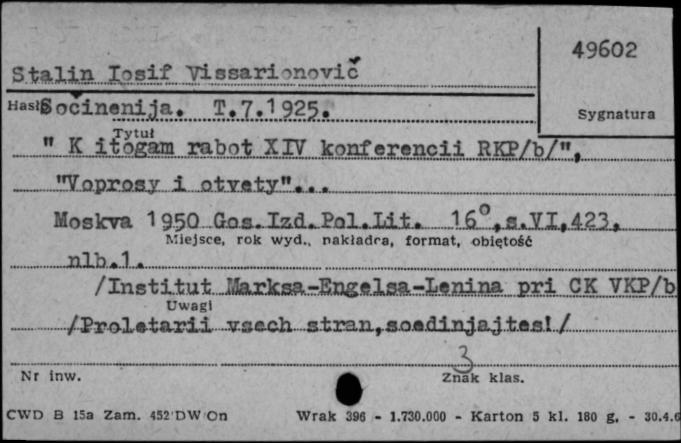 49602
Stalin Iosif Vissarionovič
Hasło Sočinenija. T.7.1925.
Sygnatura
Tytuł
" K itogam rabot XIV konferencii RKP/b/",
"Voprosy i otvety"...
Moskva 1950 Gos.Izd.Pol.Lit. 16°,s.VI,423,
Miejsce, rok wyd., nakładca, format, objętość
nlb.1.
/Institut Marksa-Engelsa-Lenina pri CK VKP/b
Uwagi
/Proletarii vsech stran,soedinjajtes!/
3
Nr inw.
Znak klas.
CWD B 15a Zam. 452 DW On Wrak 396 - 1.730.000 - Karton 5 kl. 180 g. - 30.4.6